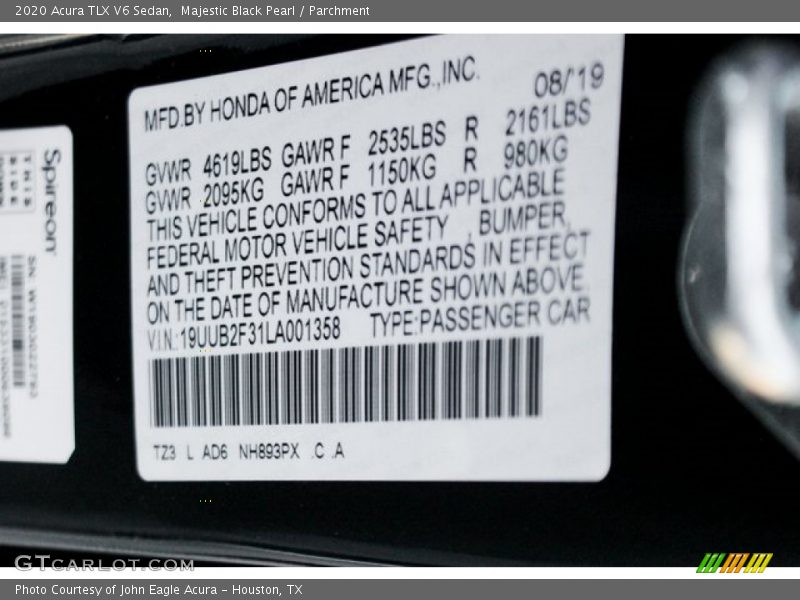 2020 Acura TLX V6 Sedan,  Majestic Black Pearl / Parchment
MFD.BY HONDA OF AMERICA MFG.,INC.
08/'19
GVWR 4619LBS GAWR F 2535LBS R 2161LBS
GVWR 2095KG GAWR F 1150KG R 980KG
THIS VEHICLE CONFORMS TO ALL APPLICABLE
FEDERAL MOTOR VEHICLE SAFETY , BUMPER,
AND THEFT PREVENTION STANDARDS IN EFFECT
ON THE DATE OF MANUFACTURE SHOWN ABOVE.
VIN:19UUB2F31LA001358 TYPE:PASSENGER CAR
TZ3 L AD6 NH893PX .C .A
Spireon
GTcarlot.com
Photo Courtesy of John Eagle Acura - Houston, TX